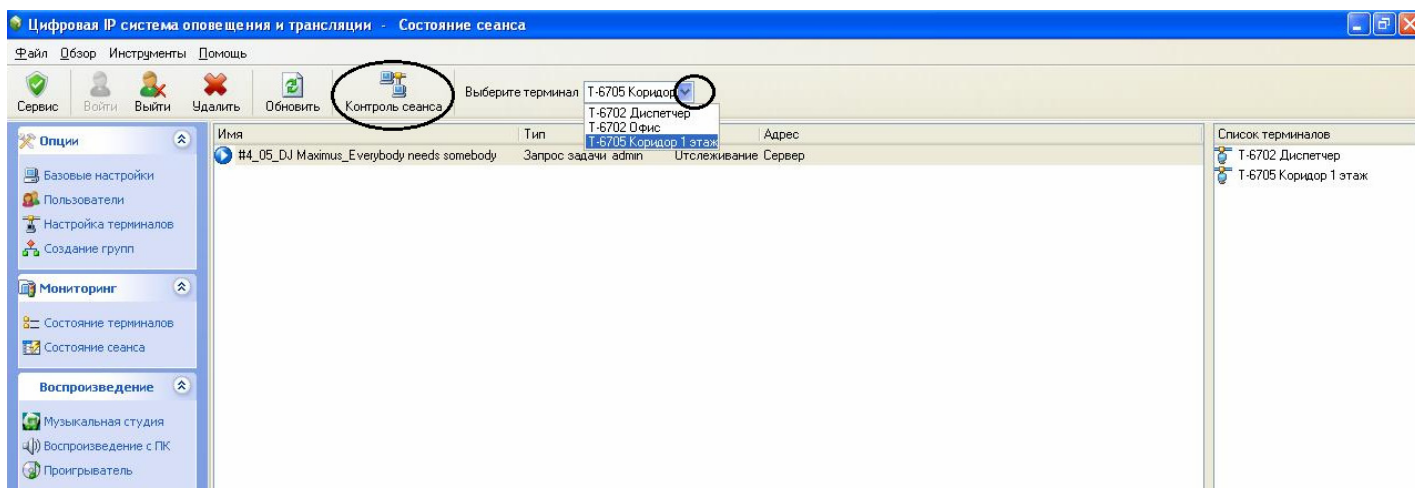 Цифровая IP система оповещения и трансляции - Состояние сеанса
Файл Обзор Инструменты Помощь
Сервис Войти Выйти Удалить Обновить Контроль сеанса Выберите терминал Т-6705 Коридор
Т-6702 Диспетчер
Т-6702 Офис
Т-6705 Коридор 1 этаж
Опции
Базовые настройки
Пользователи
Настройка терминалов
Создание групп
Мониторинг
Состояние терминалов
Состояние сеанса
Воспроизведение
Музыкальная студия
Воспроизведение с ПК
Проигрыватель
Имя Тип Адрес
#4_05_DJ Maximus_Everybody needs somebody Запрос задачи admin Утслеживание Сервер
Список терминалов
Т-6702 Диспетчер
Т-6705 Коридор 1 этаж